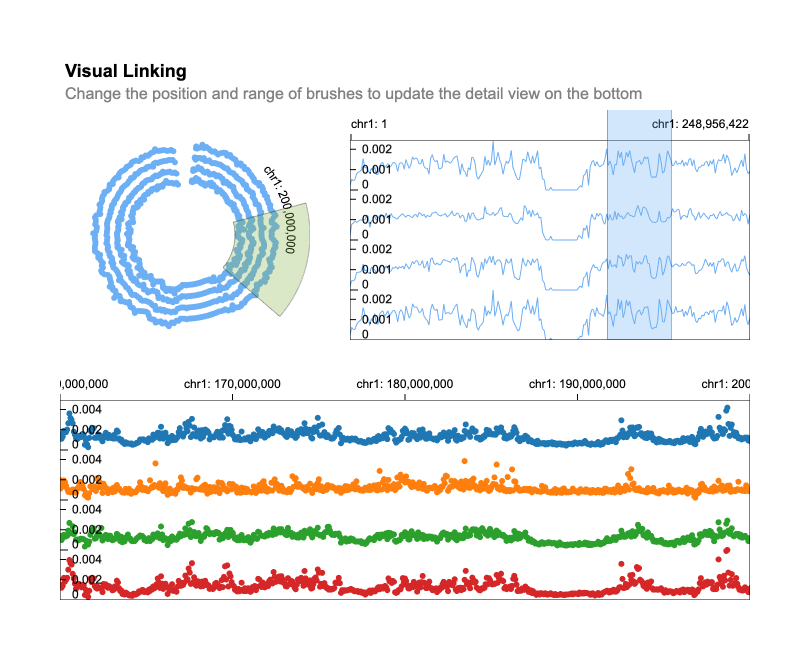 Visual Linking
Change the position and range of brushes to update the detail view on the bottom
chr1: 200,000,000
chr1: 1
chr1: 248,956,422
0.002
0.001
0
0.002
0.001
0
0.002
0.001
0
0.002
0.001
0
),000,000
chr1: 170,000,000
chr1: 180,000,000
chr1: 190,000,000
chr1: 200
0.004
0.002
0
0.004
0.002
0
0.004
0.002
0
0.004
0.002
0